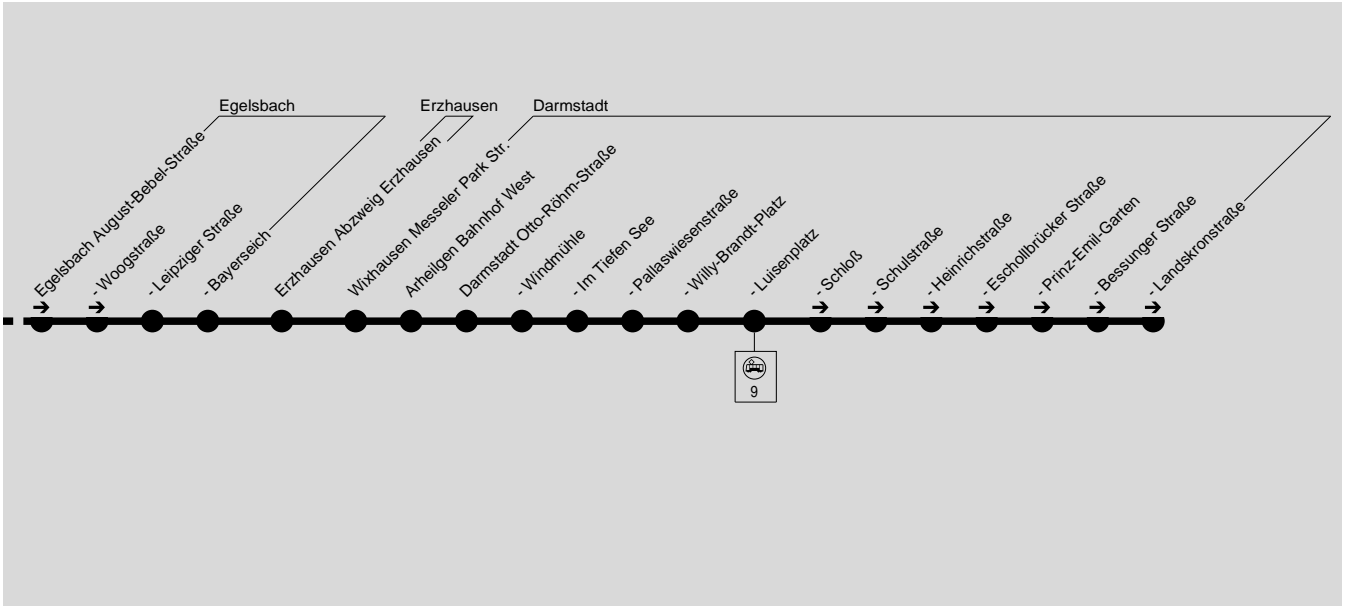 Egelsbach
Erzhausen
Darmstadt
Egelsbach August-Bebel-Straße
- Woogstraße
- Leipziger Straße
- Bayerseich
Erzhausen Abzweig Erzhausen
Wixhausen Messeler Park Str.
Arheilgen Bahnhof West
Darmstadt Otto-Röhm-Straße
- Windmühle
- Im Tiefen See
- Pallaswiesenstraße
- Willy-Brandt-Platz
- Luisenplatz
- Schloß
- Schulstraße
- Heinrichstraße
- Eschollbrücker Straße
- Prinz-Emil-Garten
- Bessunger Straße
- Landskronstraße
9